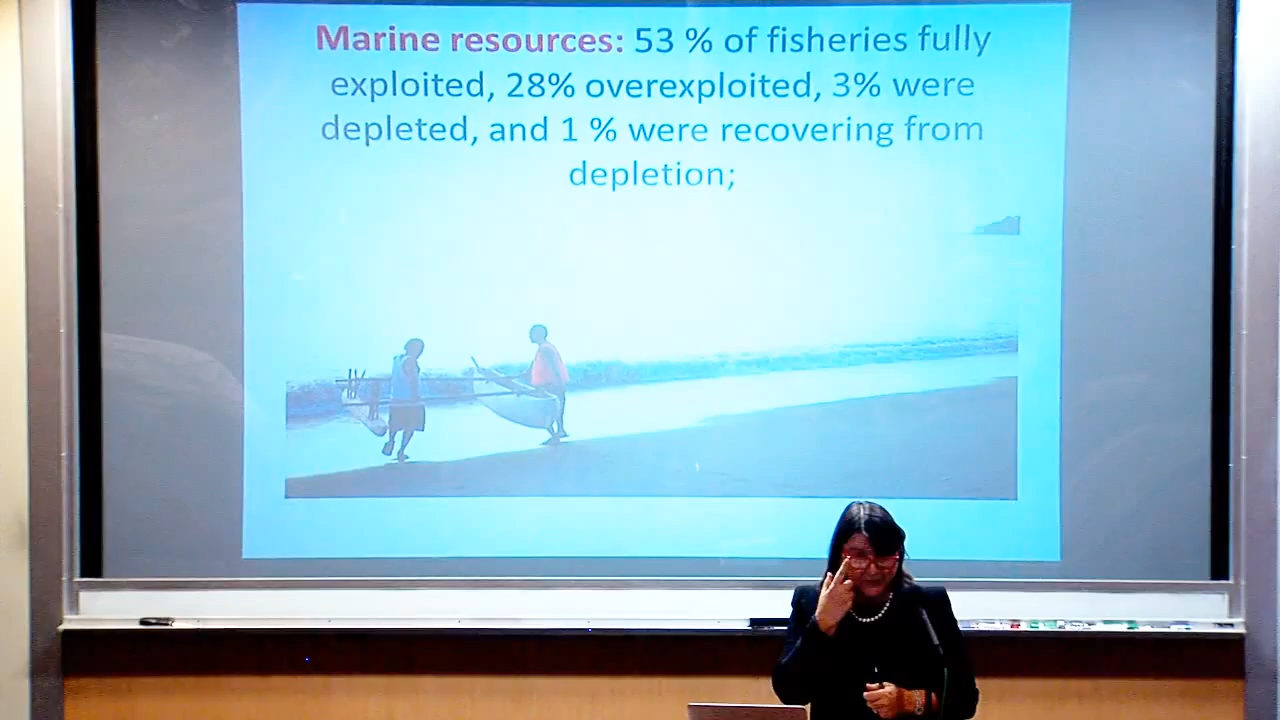 Marine resources: 53 % of fisheries fully
exploited, 28% overexploited, 3% were
depleted, and 1 % were recovering from
depletion;